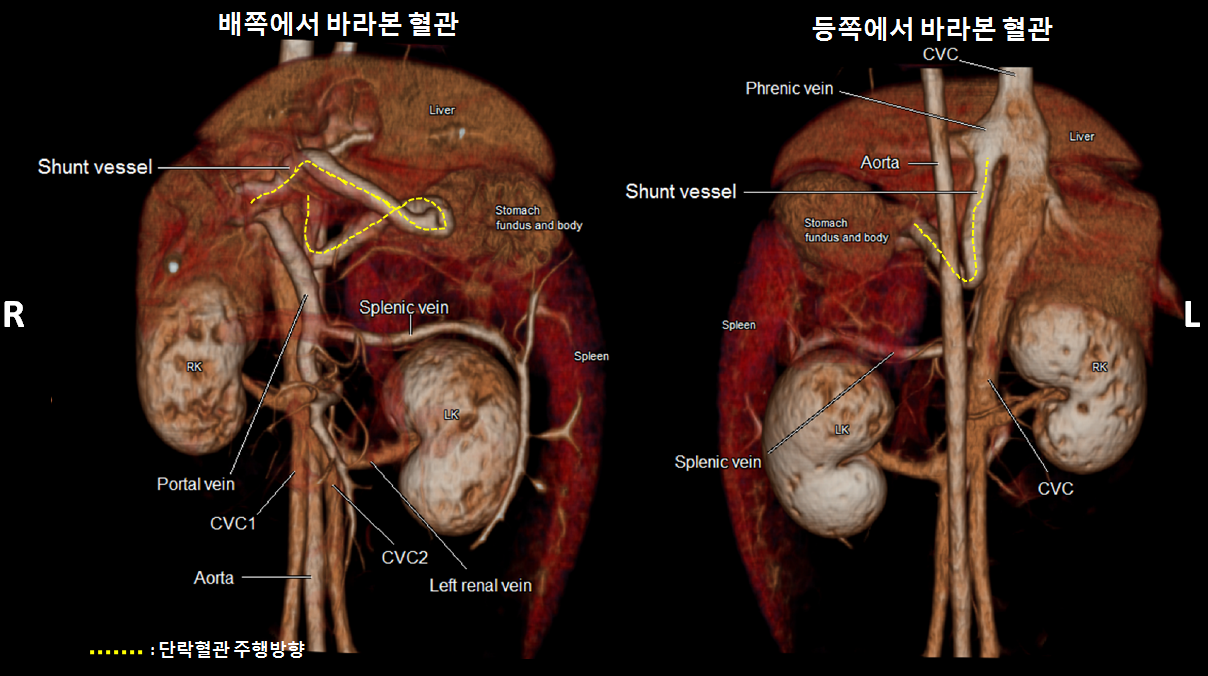 배쪽에서 바라본 혈관
Liver
Shunt vessel
Stomach
fundus and body
Splenic vein
Spleen
R
RK
LK
Portal vein
CVC1
CVC2
Aorta
Left renal vein
: 단락혈관 주행방향
등쪽에서 바라본 혈관
CVC
Phrenic vein
Liver
Aorta
Shunt vessel
Stomach
fundus and body
L
Spleen
RK
LK
Splenic vein
CVC